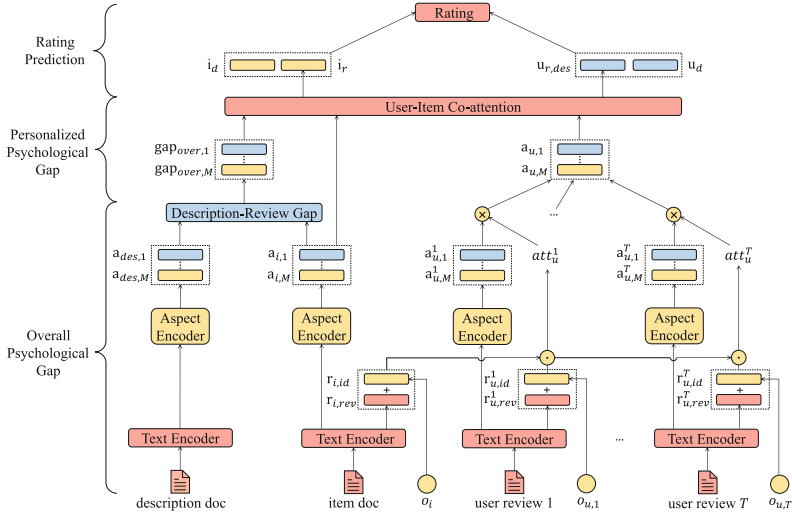 Rating
Rating
Prediction
i_d
i_r
u_{r,des}
u_d
User-Item Co-attention
Personalized
Psychological
Gap
gap_{over,1}
gap_{over,M}
a_{u,1}
a_{u,M}
Description-Review Gap
...
a_{des,1}
a_{des,M}
a_{i,1}
a_{i,M}
a^1_{u,1}
a^1_{u,M}
att^1_u
a^T_{u,1}
a^T_{u,M}
att^T_u
Overall
Psychological
Gap
Aspect
Encoder
Aspect
Encoder
Aspect
Encoder
Aspect
Encoder
r_{i,id}
+
r_{i,rev}
r^1_{u,id}
+
r^1_{u,rev}
r^T_{u,id}
+
r^T_{u,rev}
Text Encoder
Text Encoder
Text Encoder
...
Text Encoder
description doc
item doc
o_i
user review 1
o_{u,1}
user review T
o_{u,T}